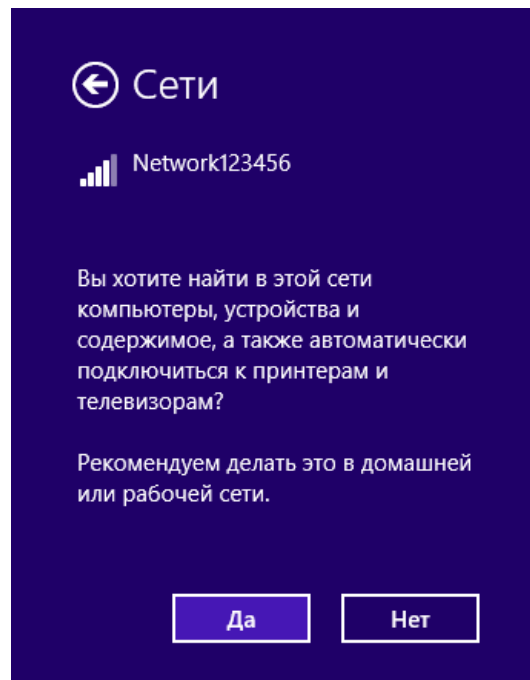 Сети
Network123456
Вы хотите найти в этой сети
компьютеры, устройства и
содержимое, а также автоматически
подключиться к принтерам и
телевизорам?
Рекомендуем делать это в домашней
или рабочей сети.
Да
Нет